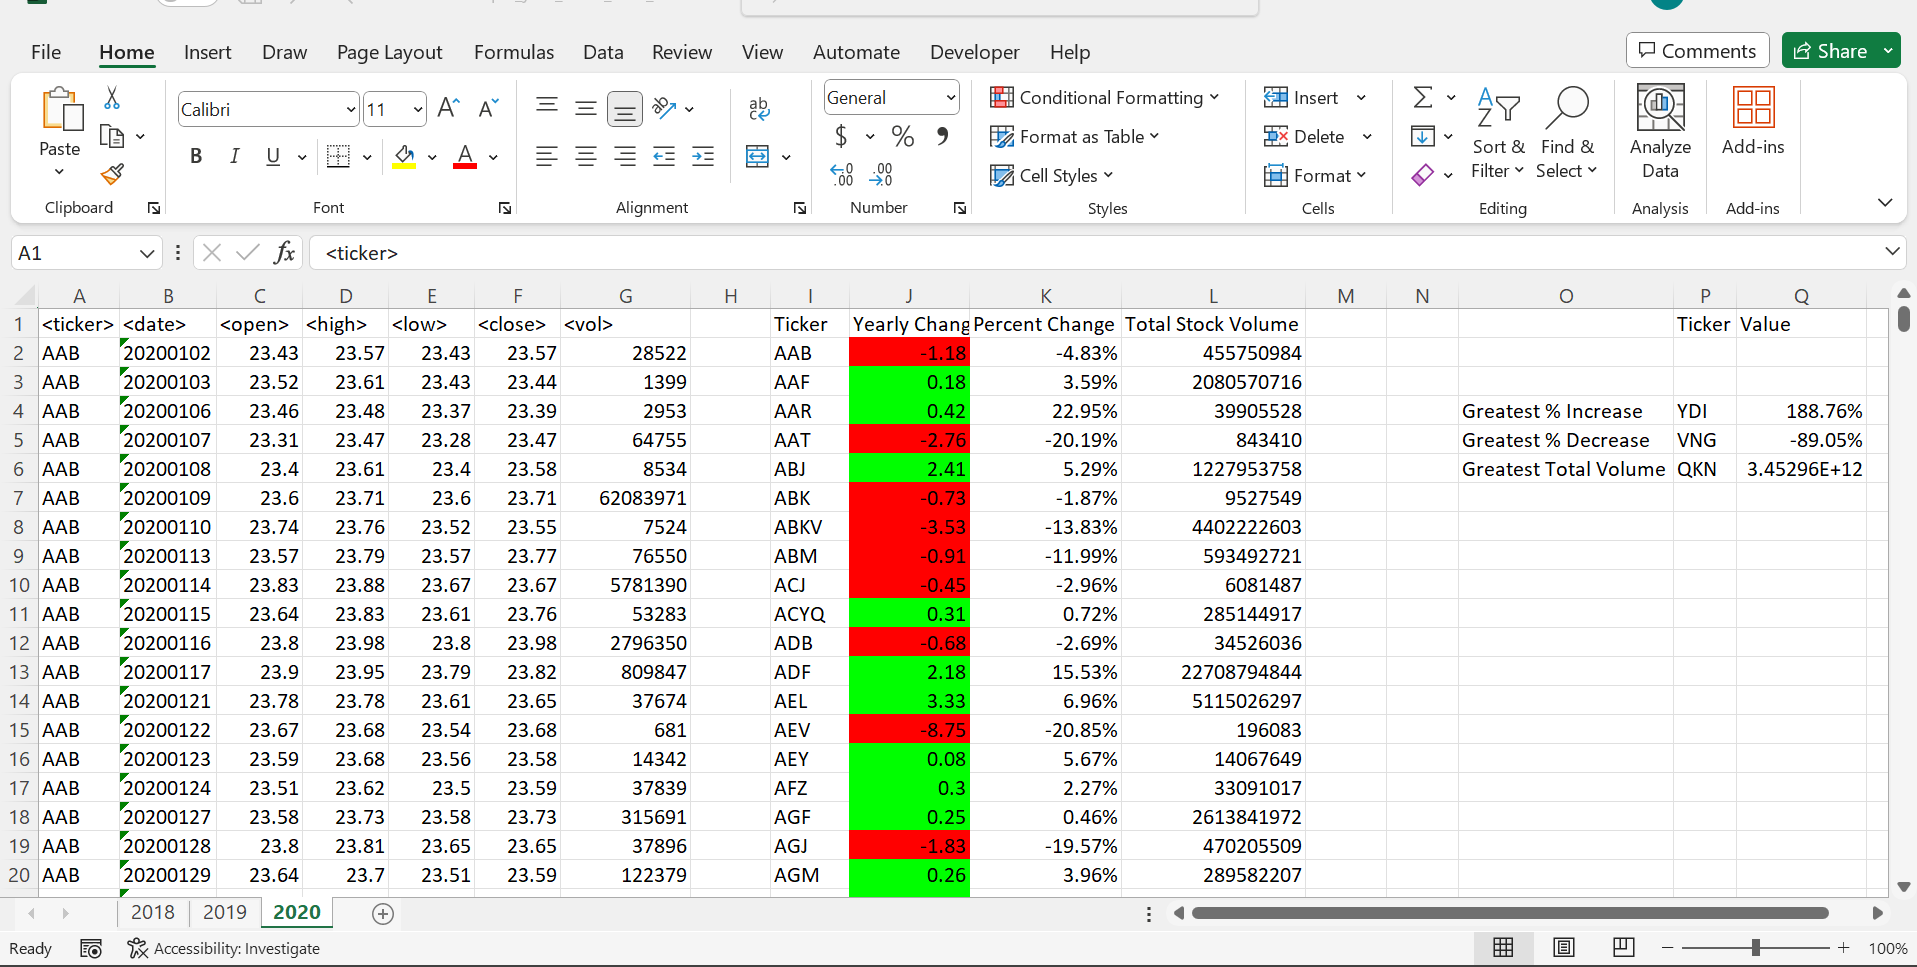 File Home Insert Draw Page Layout Formulas Data Review View Automate Developer Help Comments Share
Paste
Clipboard
Calibri 11
B I U
Font
ab
Alignment
General
$ % ,
Number
Conditional Formatting
Format as Table
Cell Styles
Styles
Insert
Delete
Format
Cells
Sort & Filter
Find & Select
Editing
Analyze Data
Analysis
Add-ins
Add-ins
A1 fx <ticker>
A B C D E F G H I J K L M N O P Q
1 <ticker> <date> <open> <high> <low> <close> <vol> Ticker Yearly Chang Percent Change Total Stock Volume Ticker Value
2 AAB 20200102 23.43 23.57 23.43 23.57 28522 AAB -1.18 -4.83% 455750984
3 AAB 20200103 23.52 23.61 23.43 23.44 1399 AAF 0.18 3.59% 2080570716
4 AAB 20200106 23.46 23.48 23.37 23.39 2953 AAR 0.42 22.95% 39905528 Greatest % Increase YDI 188.76%
5 AAB 20200107 23.31 23.47 23.28 23.47 64755 AAT -2.76 -20.19% 843410 Greatest % Decrease VNG -89.05%
6 AAB 20200108 23.4 23.61 23.4 23.58 8534 ABJ 2.41 5.29% 1227953758 Greatest Total Volume QKN 3.45296E+12
7 AAB 20200109 23.6 23.71 23.6 23.71 62083971 ABK -0.73 -1.87% 9527549
8 AAB 20200110 23.74 23.76 23.52 23.55 7524 ABKV -3.53 -13.83% 4402222603
9 AAB 20200113 23.57 23.79 23.57 23.77 76550 ABM -0.91 -11.99% 593492721
10 AAB 20200114 23.83 23.88 23.67 23.67 5781390 ACJ -0.45 -2.96% 6081487
11 AAB 20200115 23.64 23.83 23.61 23.76 53283 ACYQ 0.31 0.72% 285144917
12 AAB 20200116 23.8 23.98 23.8 23.98 2796350 ADB -0.68 -2.69% 34526036
13 AAB 20200117 23.9 23.95 23.79 23.82 809847 ADF 2.18 15.53% 22708794844
14 AAB 20200121 23.78 23.78 23.61 23.65 37674 AEL 3.33 6.96% 5115026297
15 AAB 20200122 23.67 23.68 23.54 23.68 681 AEV -8.75 -20.85% 196083
16 AAB 20200123 23.59 23.68 23.56 23.58 14342 AEY 0.08 5.67% 14067649
17 AAB 20200124 23.51 23.62 23.5 23.59 37839 AFZ 0.3 2.27% 33091017
18 AAB 20200127 23.58 23.73 23.58 23.73 315691 AGF 0.25 0.46% 2613841972
19 AAB 20200128 23.8 23.81 23.65 23.65 37896 AGJ -1.83 -19.57% 470205509
20 AAB 20200129 23.64 23.7 23.51 23.59 122379 AGM 0.26 3.96% 289582207
2018 2019 2020
Ready Accessibility: Investigate 100%